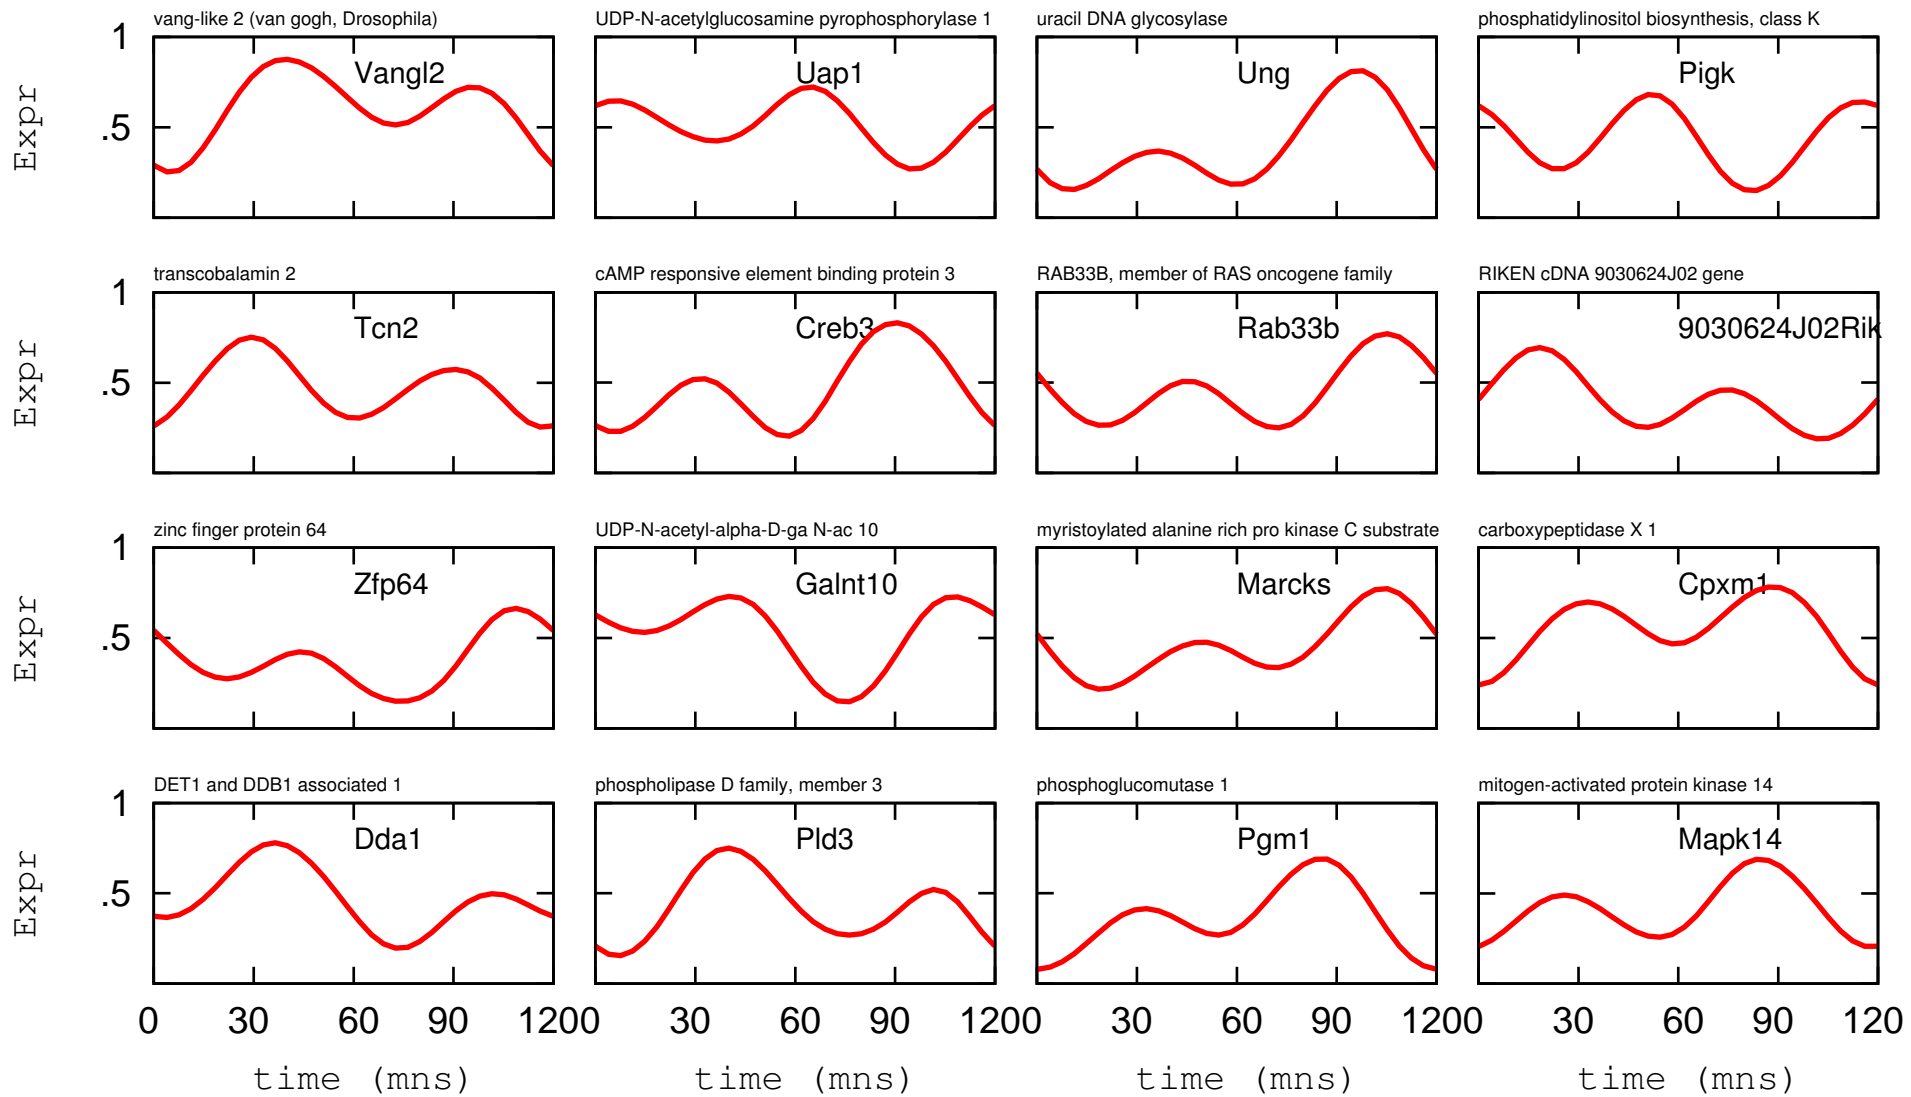 vang-like 2 (van gogh, Drosophila)
UDP-N-acetylglucosamine pyrophosphorylase 1
uracil DNA glycosylase
phosphatidylinositol biosynthesis, class K
1
.5
Expr
Vangl2
Uap1
Ung
Pigk
transcobalamin 2
cAMP responsive element binding protein 3
RAB33B, member of RAS oncogene family
RIKEN cDNA 9030624J02 gene
1
.5
Expr
Tcn2
Creb3
Rab33b
9030624J02Rik
zinc finger protein 64
UDP-N-acetyl-alpha-D-ga N-ac 10
myristoylated alanine rich pro kinase C substrate
carboxypeptidase X 1
1
.5
Expr
Zfp64
Galnt10
Marcks
Cpxm1
DET1 and DDB1 associated 1
phospholipase D family, member 3
phosphoglucomutase 1
mitogen-activated protein kinase 14
1
.5
Expr
Dda1
Pld3
Pgm1
Mapk14
0 30 60 90 120
0 30 60 90 120
0 30 60 90 120
0 30 60 90 120
time (mns)
time (mns)
time (mns)
time (mns)